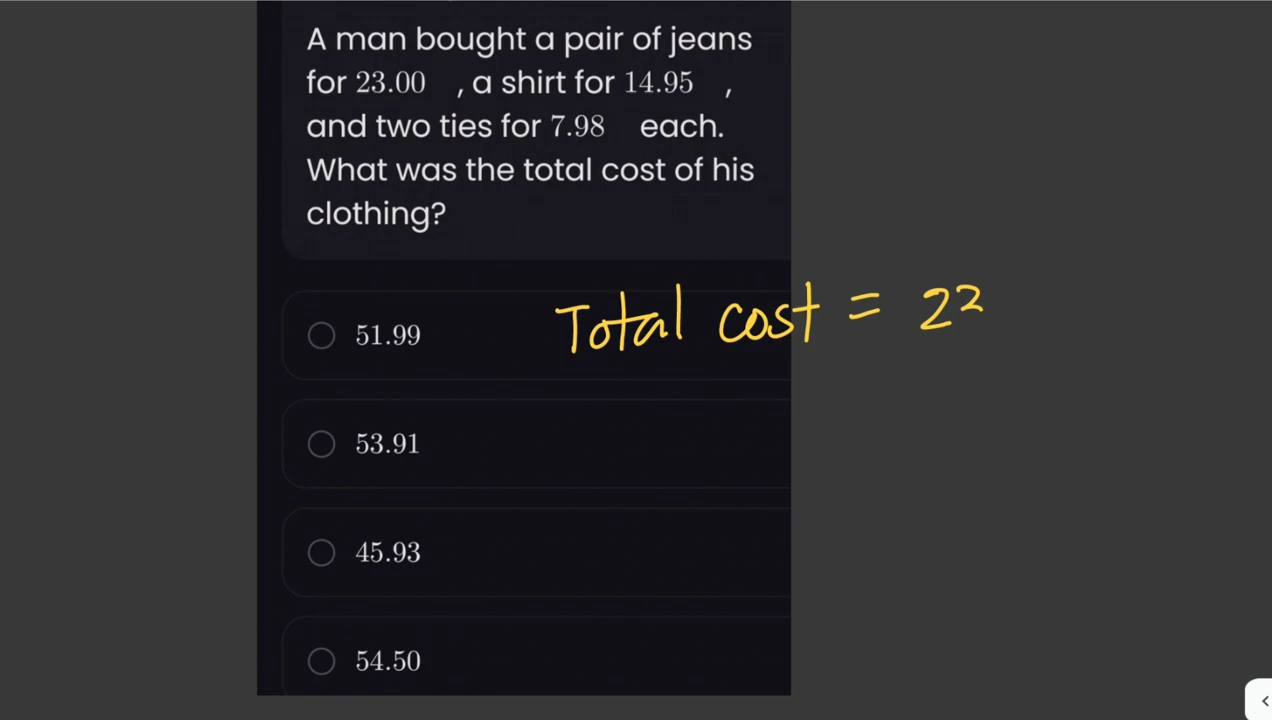 A man bought a pair of jeans
for 23.00 , a shirt for 14.95 ,
and two ties for 7.98 each.
What was the total cost of his
clothing?
51.99
Total cost = 22
53.91
45.93
54.50